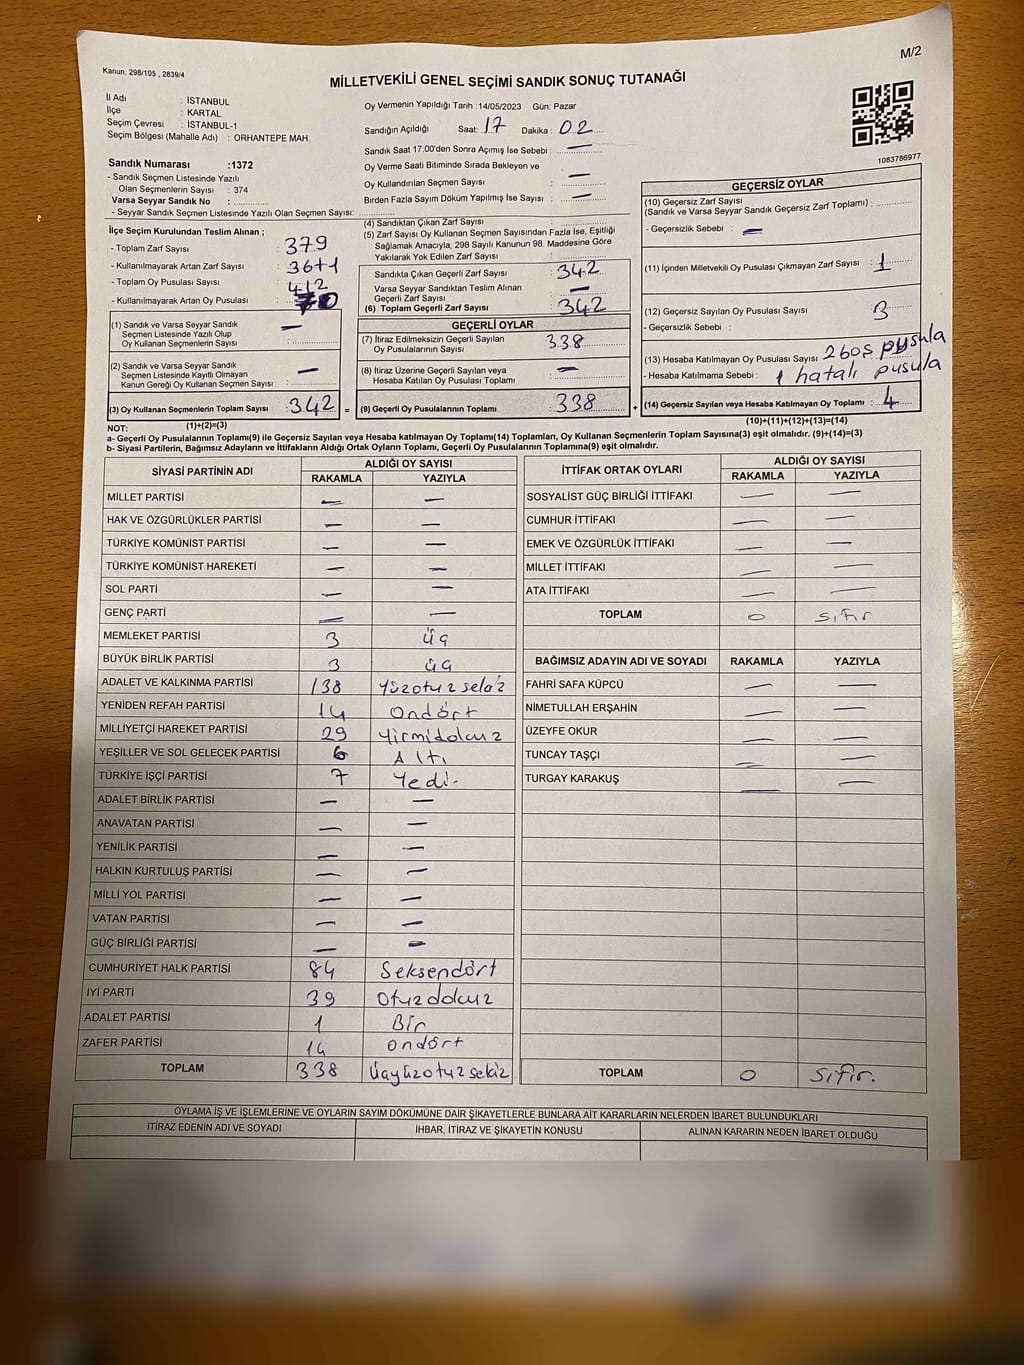 M/2
Kanun; 298/105 , 2839/4
MİLLETVEKİLİ GENEL SEÇİMİ SANDIK SONUÇ TUTANAĞI
İl Adı : İSTANBUL
İlçe : KARTAL
Seçim Çevresi : İSTANBUL-1
Seçim Bölgesi (Mahalle Adı) : ORHANTEPE MAH.
Oy Vermenin Yapıldığı Tarih : 14/05/2023 Gün: Pazar
Sandığın Açıldığı Saat: 17 Dakika : 02
Sandık Saat 17:00'den Sonra Açımış İse Sebebi : —
Oy Verme Saati Bitiminde Sırada Bekleyen ve
Oy Kullandırılan Seçmen Sayısı —
Birden Fazla Sayım Döküm Yapılmış İse Sayısı : —
1083786977
Sandık Numarası :1372
- Sandık Seçmen Listesinde Yazılı
Olan Seçmenlerin Sayısı : 374
Varsa Seyyar Sandık No :
- Seyyar Sandık Seçmen Listesinde Yazılı Olan Seçmen Sayısı:
İlçe Seçim Kurulundan Teslim Alınan ;
- Toplam Zarf Sayısı : 379
- Kullanılmayarak Artan Zarf Sayısı : 36+1
- Toplam Oy Pusulası Sayısı : 412
- Kullanılmayarak Artan Oy Pusulası : 70
(1) Sandık ve Varsa Seyyar Sandık
Seçmen Listesinde Yazılı Olup
Oy Kullanan Seçmenlerin Sayısı : —
(2) Sandık ve Varsa Seyyar Sandık
Seçmen Listesinde Kayıtlı Olmayan
Kanun Gereği Oy Kullanan Seçmen Sayısı : —
(3) Oy Kullanan Seçmenlerin Toplam Sayısı : 342 =
(1)+(2)=(3)
(4) Sandıktan Çıkan Zarf Sayısı :
(5) Zarf Sayısı Oy Kullanan Seçmen Sayısından Fazla İse, Eşitliği
Sağlamak Amacıyla; 298 Sayılı Kanunun 98. Maddesine Göre
Yakılarak Yok Edilen Zarf Sayısı :
Sandıkta Çıkan Geçerli Zarf Sayısı : 342
Varsa Seyyar Sandıktan Teslim Alınan
Geçerli Zarf Sayısı : —
(6) Toplam Geçerli Zarf Sayısı : 342
GEÇERLİ OYLAR
(7) İtiraz Edilmeksizin Geçerli Sayılan
Oy Pusulalarının Sayısı : 338
(8) İtiraz Üzerine Geçerli Sayılan veya
Hesaba Katılan Oy Pusulası Toplamı : —
(9) Geçerli Oy Pusulalarının Toplamı : 338 +
GEÇERSİZ OYLAR
(10) Geçersiz Zarf Sayısı
(Sandık ve Varsa Seyyar Sandık Geçersiz Zarf Toplamı) :
- Geçersizlik Sebebi : —
(11) İçinden Milletvekili Oy Pusulası Çıkmayan Zarf Sayısı : 1
(12) Geçersiz Sayılan Oy Pusulası Sayısı : 3
- Geçersizlik Sebebi :
(13) Hesaba Katılmayan Oy Pusulası Sayısı 2 boş pusula
- Hesaba Katılmama Sebebi : 1 hatalı pusula
(14) Geçersiz Sayılan veya Hesaba Katılmayan Oy Toplamı : 4
(10)+(11)+(12)+(13)=(14)
NOT:
a- Geçerli Oy Pusulalarının Toplamı(9) ile Geçersiz Sayılan veya Hesaba katılmayan Oy Toplamı(14) Toplamları, Oy Kullanan Seçmenlerin Toplam Sayısına(3) eşit olmalıdır. (9)+(14)=(3)
b- Siyasi Partilerin, Bağımsız Adayların ve İttifakların Aldığı Ortak Oyların Toplamı, Geçerli Oy Pusulalarının Toplamına(9) eşit olmalıdır.
SİYASİ PARTİNİN ADI ALDIĞI OY SAYISI
RAKAMLA YAZIYLA
MİLLET PARTİSİ — —
HAK VE ÖZGÜRLÜKLER PARTİSİ — —
TÜRKİYE KOMÜNİST PARTİSİ — —
TÜRKİYE KOMÜNİST HAREKETİ — —
SOL PARTİ — —
GENÇ PARTİ — —
MEMLEKET PARTİSİ 3 üç
BÜYÜK BİRLİK PARTİSİ 3 üç
ADALET VE KALKINMA PARTİSİ 138 Yüzotuzsekiz
YENİDEN REFAH PARTİSİ 14 Ondört
MİLLİYETÇİ HAREKET PARTİSİ 29 Yirmidokuz
YEŞİLLER VE SOL GELECEK PARTİSİ 6 Altı
TÜRKİYE İŞÇİ PARTİSİ 7 Yedi-
ADALET BİRLİK PARTİSİ — —
ANAVATAN PARTİSİ — —
YENİLİK PARTİSİ — —
HALKIN KURTULUŞ PARTİSİ — —
MİLLİ YOL PARTİSİ — —
VATAN PARTİSİ — —
GÜÇ BİRLİĞİ PARTİSİ — —
CUMHURİYET HALK PARTİSİ 84 Seksendört
İYİ PARTİ 39 Otuzdokuz
ADALET PARTİSİ 1 Bir
ZAFER PARTİSİ 14 ondört
TOPLAM 338 Üçyüzotuzsekiz
İTTİFAK ORTAK OYLARI ALDIĞI OY SAYISI
RAKAMLA YAZIYLA
SOSYALİST GÜÇ BİRLİĞİ İTTİFAKI — —
CUMHUR İTTİFAKI — —
EMEK VE ÖZGÜRLÜK İTTİFAKI — —
MİLLET İTTİFAKI — —
ATA İTTİFAKI — —
TOPLAM 0 sıfır
BAĞIMSIZ ADAYIN ADI VE SOYADI RAKAMLA YAZIYLA
FAHRİ SAFA KÜPCÜ — —
NİMETULLAH ERŞAHİN — —
ÜZEYFE OKUR — —
TUNCAY TAŞÇI — —
TURGAY KARAKUŞ — —
TOPLAM 0 sıfır.
OYLAMA İŞ VE İŞLEMLERİNE VE OYLARIN SAYIM DÖKÜMÜNE DAİR ŞİKAYETLERLE BUNLARA AİT KARARLARIN NELERDEN İBARET BULUNDUKLARI
İTİRAZ EDENİN ADI VE SOYADI İHBAR, İTİRAZ VE ŞİKAYETİN KONUSU ALINAN KARARIN NEDEN İBARET OLDUĞU